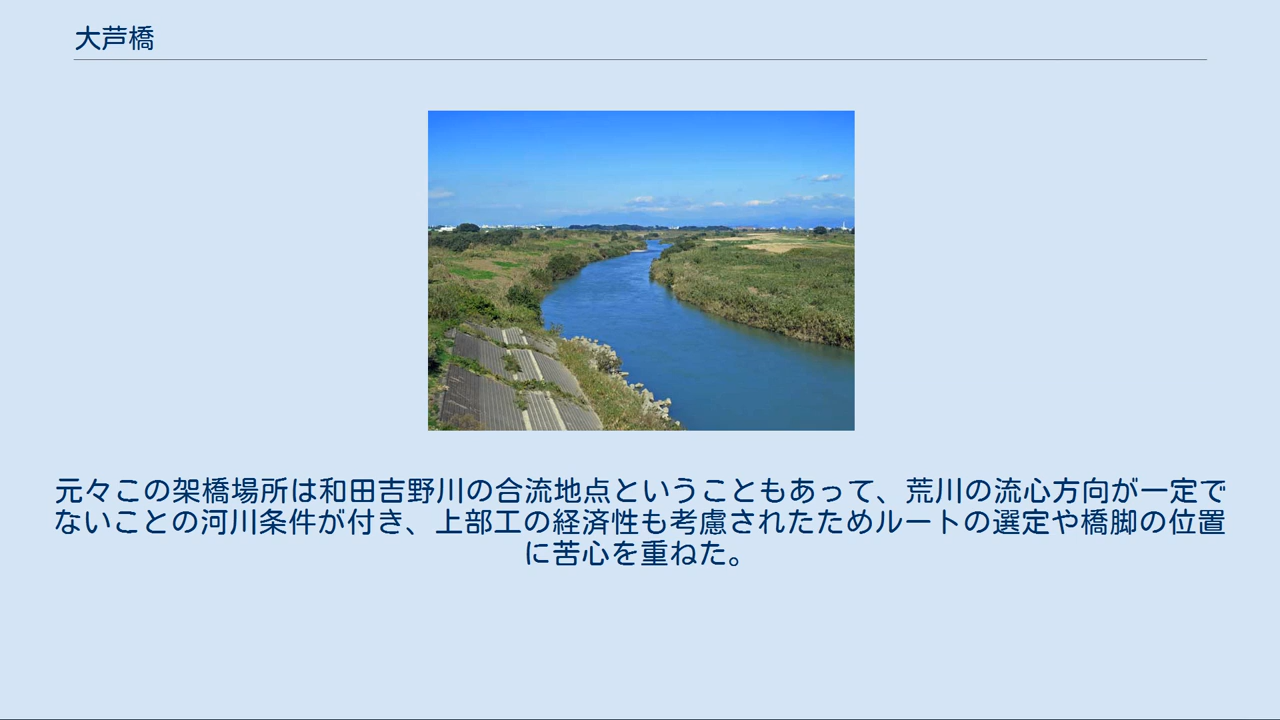 大芦橋
元々この架橋場所は和田吉野川の合流地点ということもあって、荒川の流心方向が一定で
ないことの河川条件が付き、上部工の経済性も考慮されたためルートの選定や橋脚の位置
に苦心を重ねた。